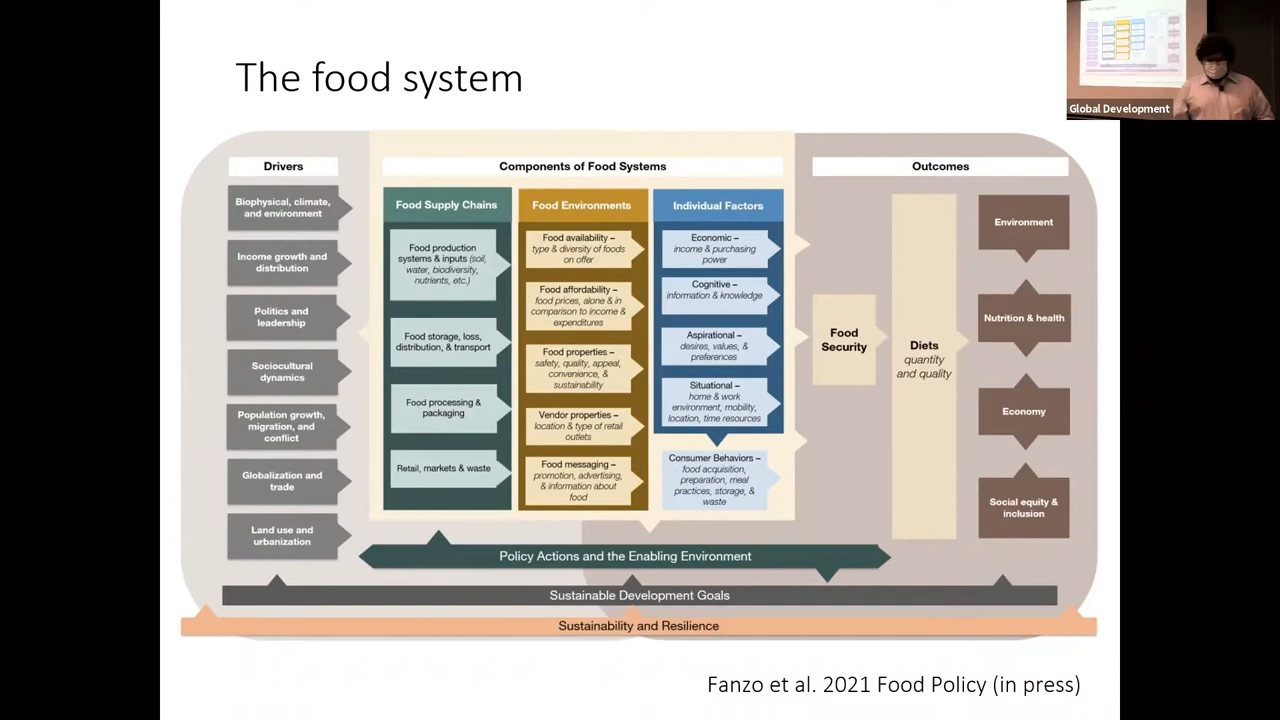 The food system
Global Development
Drivers
Biophysical, climate,
and environment
Income growth and
distribution
Politics and
leadership
Sociocultural
dynamics
Population growth,
migration, and
conflict
Globalization and
trade
Land use and
urbanization
Components of Food Systems
Food Supply Chains
Food production
systems & inputs (soil,
water, biodiversity,
nutrients, etc.)
Food storage, loss,
distribution, & transport
Food processing &
packaging
Retail, markets & waste
Food Environments
Food availability –
type & diversity of foods
on offer
Food affordability –
food prices, alone & in
comparison to income &
expenditures
Food properties –
safety, quality, appeal,
convenience, &
sustainability
Vendor properties –
location & type of retail
outlets
Food messaging –
promotion, advertising,
& information about
food
Individual Factors
Economic –
income & purchasing
power
Cognitive –
information & knowledge
Aspirational –
desires, values, &
preferences
Situational –
home & work
environment, mobility,
location, time resources
Consumer Behaviors –
food acquisition,
preparation, meal
practices, storage, &
waste
Outcomes
Food
Security
Diets
quantity
and quality
Environment
Nutrition & health
Economy
Social equity &
inclusion
Policy Actions and the Enabling Environment
Sustainable Development Goals
Sustainability and Resilience
Fanzo et al. 2021 Food Policy (in press)